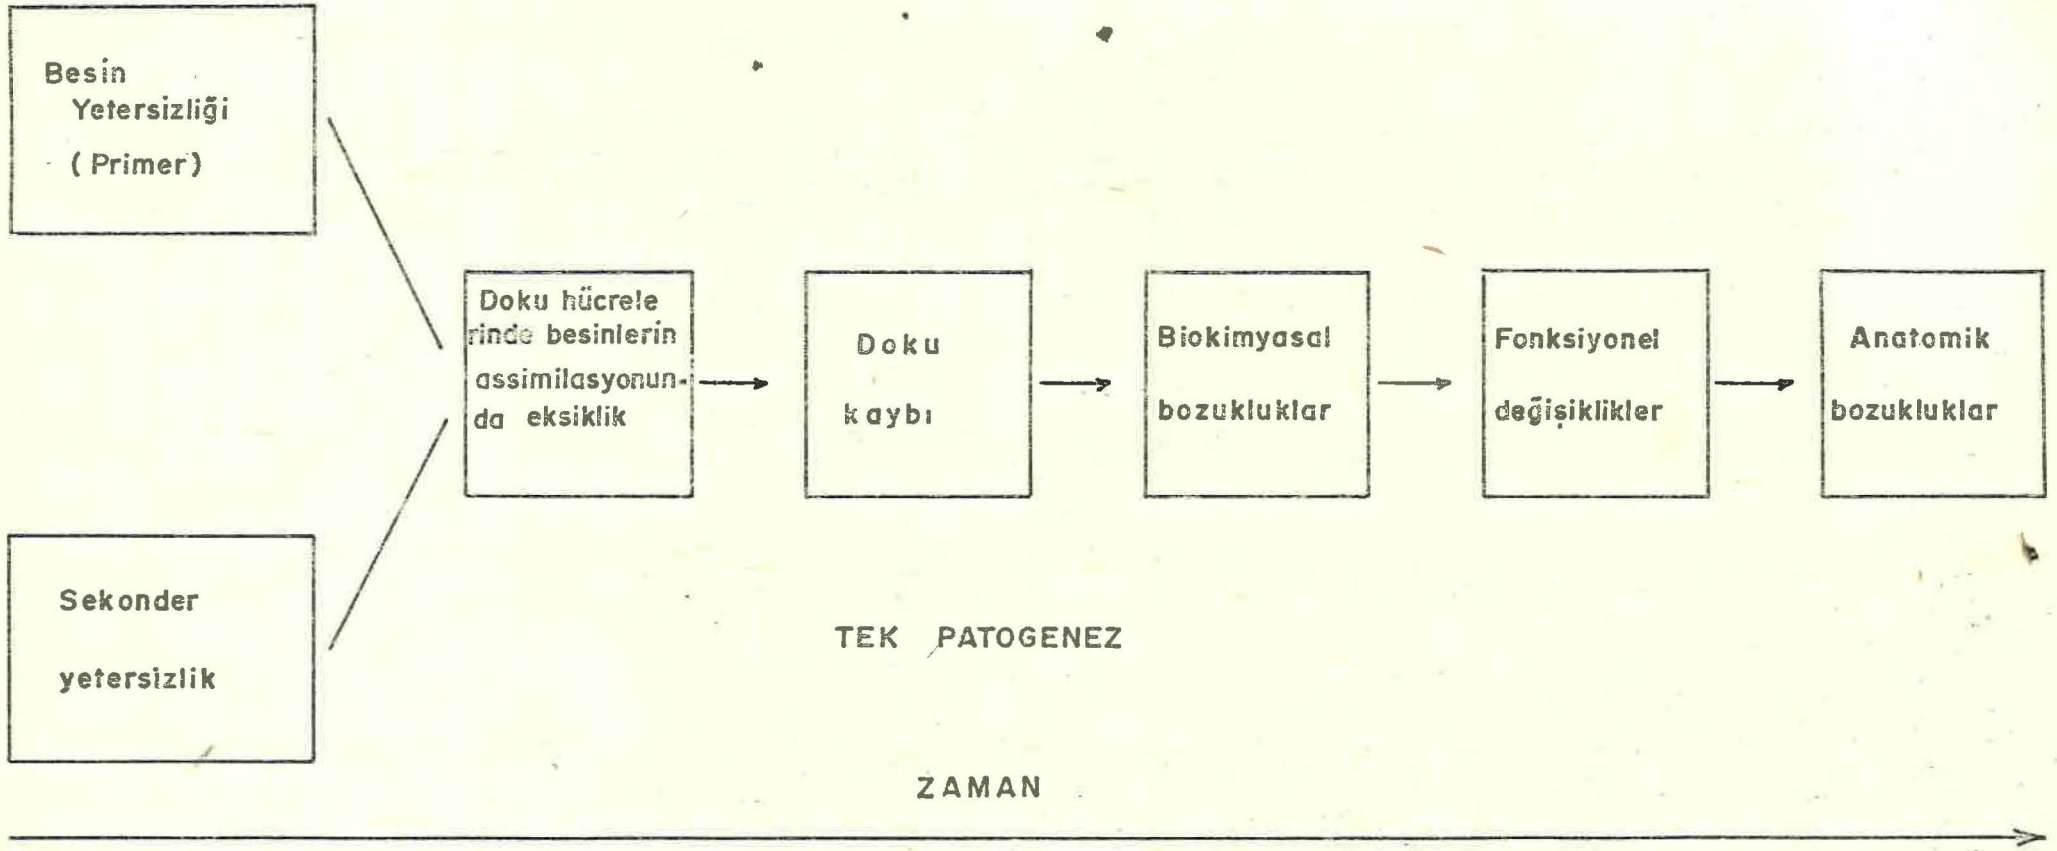 Besin
Yetersizliği
( Primer)
Doku hücrele
rinde besinlerin
assimilasyonun-
da eksiklik
Doku
kaybı
Biokimyasal
bozukluklar
Fonksiyonel
değişiklikler
Anatomik
bozukluklar
Sekonder
yetersizlik
TEK PATOGENEZ
ZAMAN